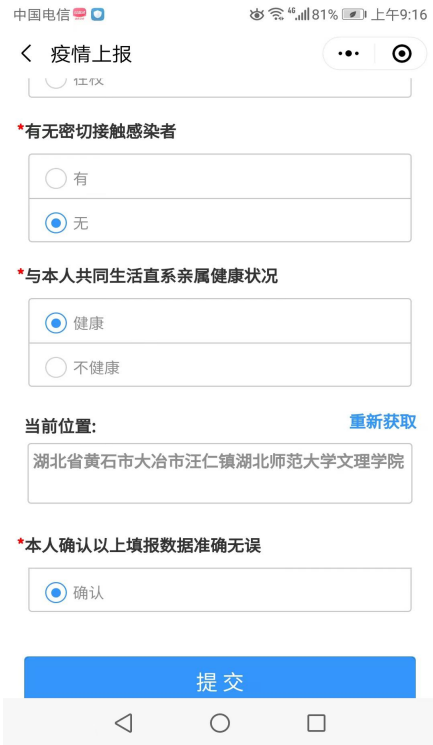 中国电信
4G 81% 上午9:16
疫情上报
*有无密切接触感染者
有
无
*与本人共同生活直系亲属健康状况
健康
不健康
当前位置:
重新获取
湖北省黄石市大冶市汪仁镇湖北师范大学文理学院
*本人确认以上填报数据准确无误
确认
提交